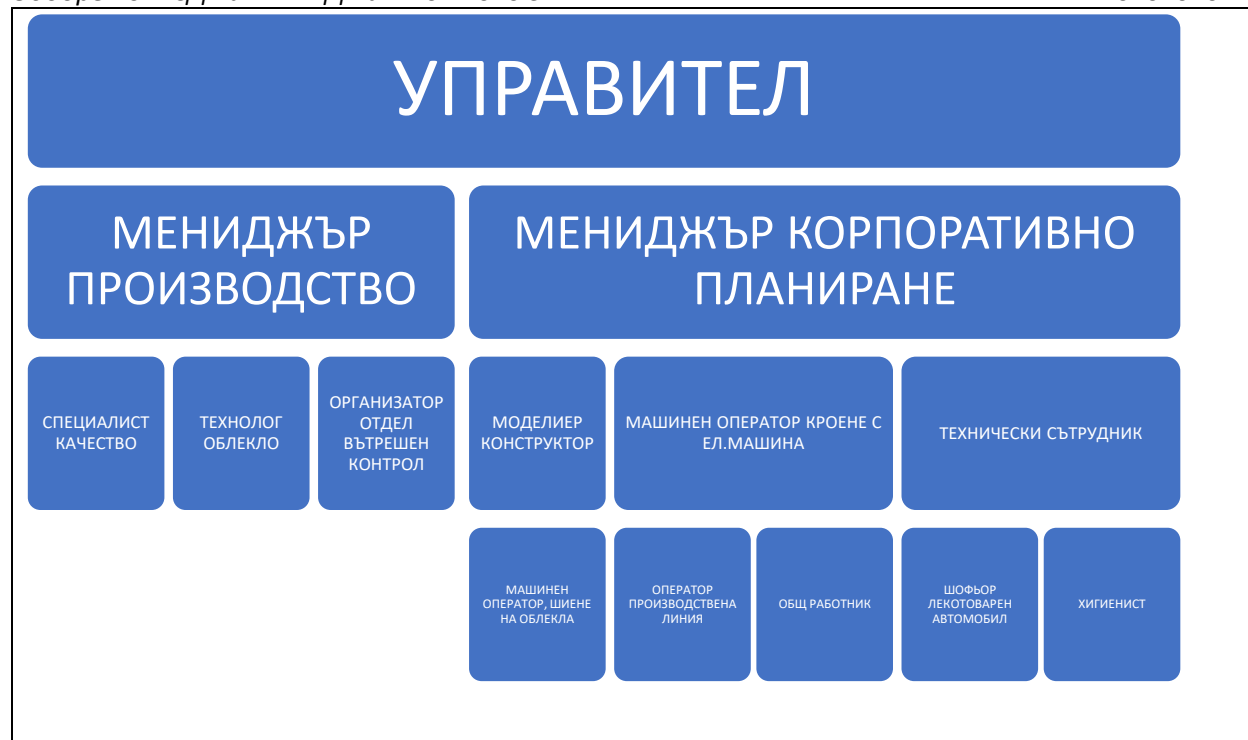 УПРАВИТЕЛ
МЕНИДЖЪР
ПРОИЗВОДСТВО
МЕНИДЖЪР КОРПОРАТИВНО
ПЛАНИРАНЕ
СПЕЦИАЛИСТ
КАЧЕСТВО
ТЕХНОЛОГ
ОБЛЕКЛО
ОРГАНИЗАТОР
ОТДЕЛ
ВЪТРЕШЕН
КОНТРОЛ
МОДЕЛИЕР
КОНСТРУКТОР
МАШИНЕН ОПЕРАТОР КРОЕНЕ С
ЕЛ.МАШИНА
ТЕХНИЧЕСКИ СЪТРУДНИК
МАШИНЕН
ОПЕРАТОР, ШИЕНЕ
НА ОБЛЕКЛА
ОПЕРАТОР
ПРОИЗВОДСТВЕНА
ЛИНИЯ
ОБЩ РАБОТНИК
ШОФЬОР
ЛЕКОТОВАРЕН
АВТОМОБИЛ
ХИГИЕНИСТ